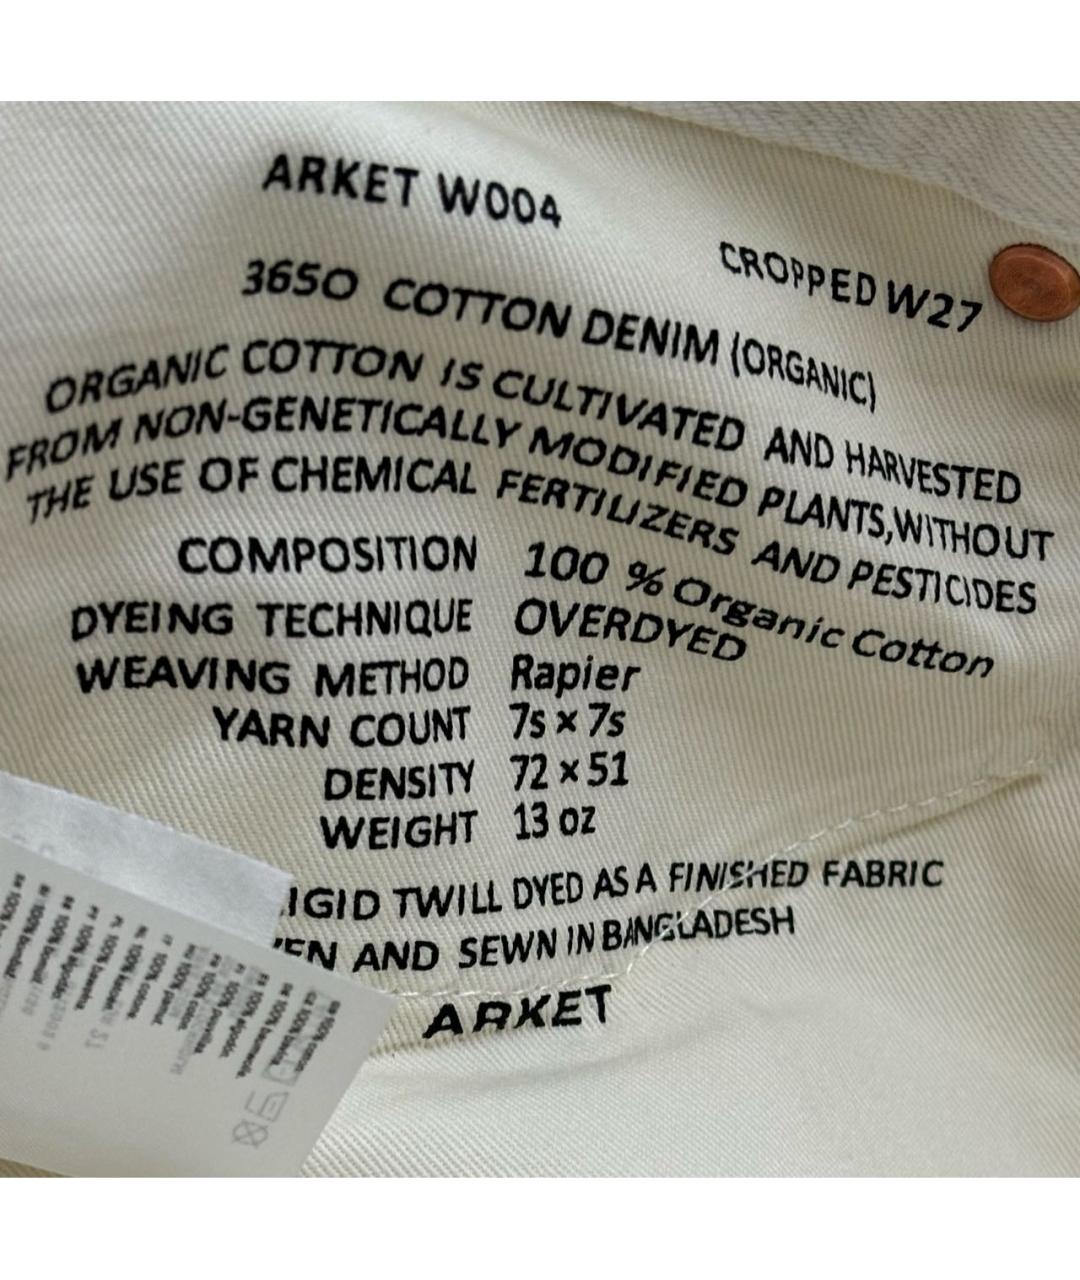 ARKET W004
CROPPED W27
3650 COTTON DENIM (ORGANIC)
ORGANIC COTTON IS CULTIVATED AND HARVESTED
FROM NON-GENETICALLY MODIFIED PLANTS,WITHOUT
THE USE OF CHEMICAL FERTILIZERS AND PESTICIDES
COMPOSITION 100 % Organic Cotton
DYEING TECHNIQUE OVERDYED
WEAVING METHOD Rapier
YARN COUNT 7s x 7s
DENSITY 72 x 51
WEIGHT 13 oz
IGID TWILL DYED AS A FINISHED FABRIC
EN AND SEWN IN BANGLADESH
ARKET